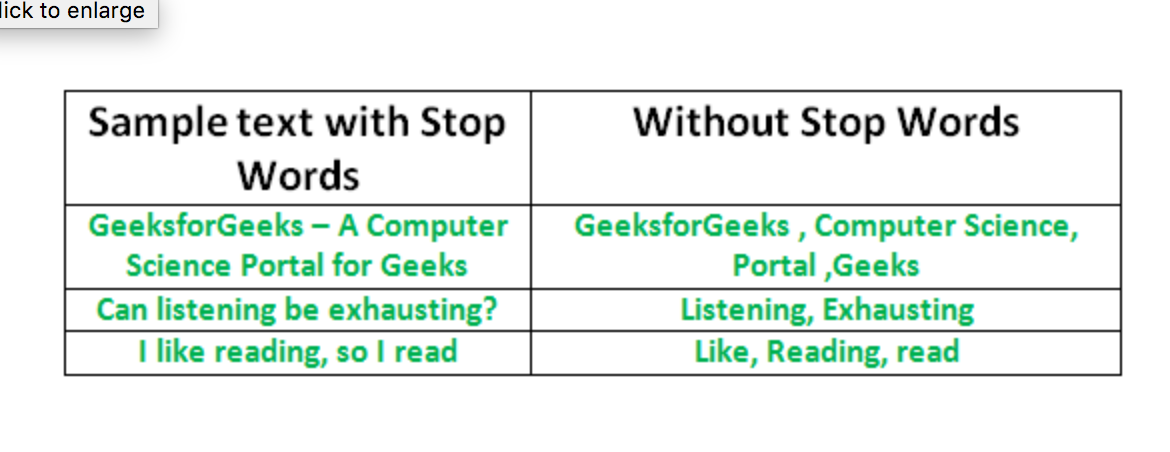 lick to enlarge
Sample text with Stop
Words
Without Stop Words
GeeksforGeeks – A Computer
Science Portal for Geeks
GeeksforGeeks , Computer Science,
Portal ,Geeks
Can listening be exhausting?
Listening, Exhausting
I like reading, so I read
Like, Reading, read